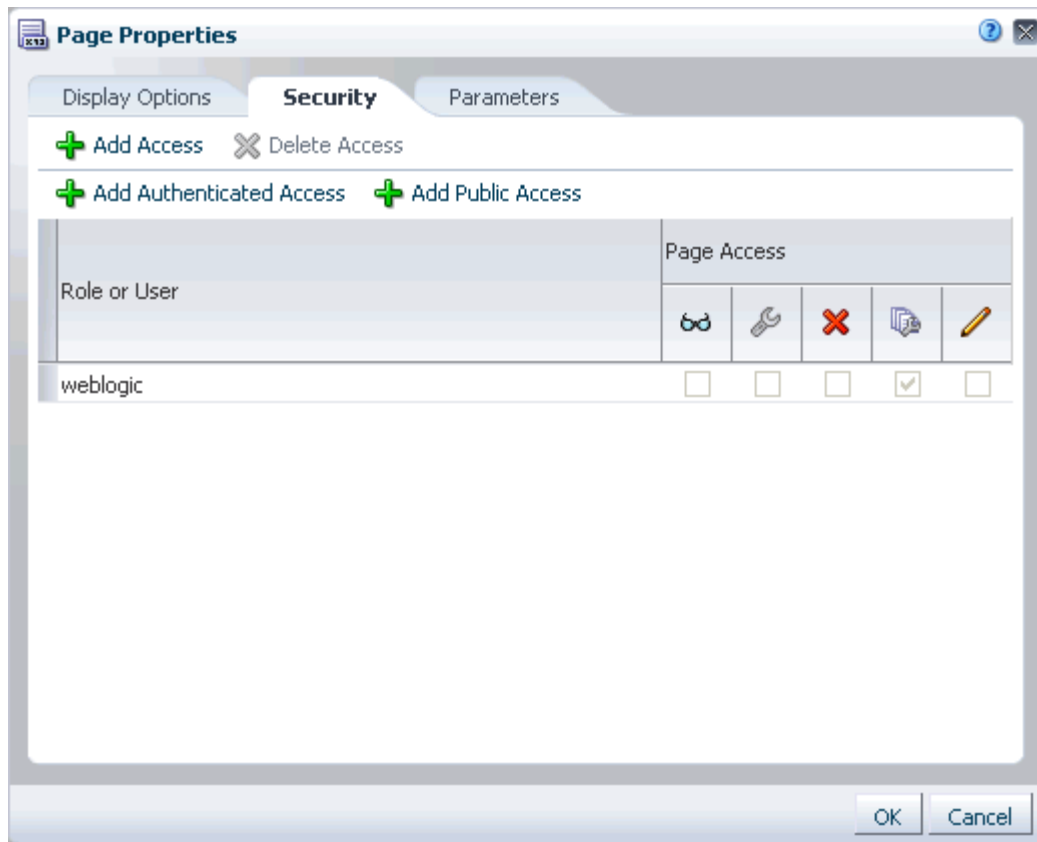 Page Properties
Display Options Security Parameters
Add Access Delete Access
Add Authenticated Access Add Public Access
Role or User
Page Access
weblogic
OK Cancel